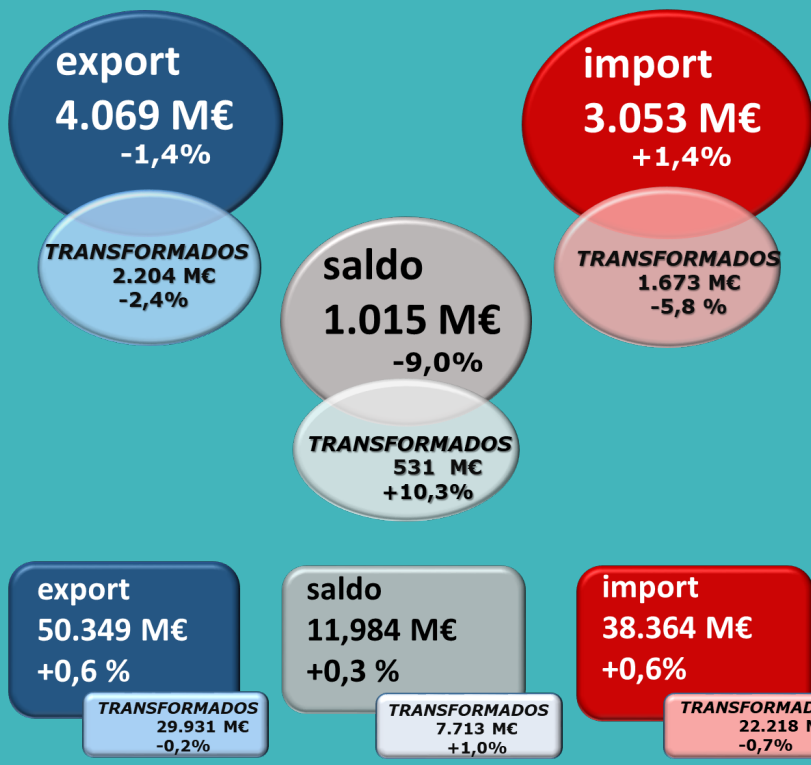 export
4.069 M€
-1,4%
TRANSFORMADOS
2.204 M€
-2,4%
import
3.053 M€
+1,4%
TRANSFORMADOS
1.673 M€
-5,8 %
saldo
1.015 M€
-9,0%
TRANSFORMADOS
531 M€
+10,3%
export
50.349 M€
+0,6 %
TRANSFORMADOS
29.931 M€
-0,2%
saldo
11,984 M€
+0,3 %
TRANSFORMADOS
7.713 M€
+1,0%
import
38.364 M€
+0,6%
22.218
-0,7%